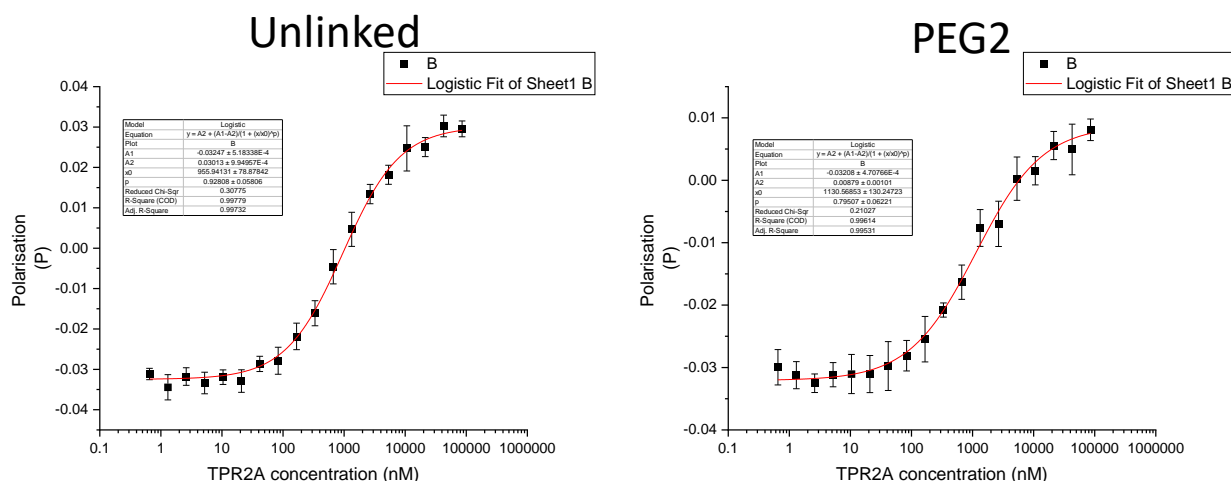 Unlinked
B
Logistic Fit of Sheet1 B
0.04
0.03
0.02
0.01
0.00
-0.01
-0.02
-0.03
-0.04
Polarisation
(P)
Model Logistic
Equation y = A2 + (A1-A2)/(1 + (x/x0)^p)
Plot B
A1 -0.03247 ± 5.18338E-4
A2 0.03013 ± 9.94957E-4
x0 955.94131 ± 78.87842
p 0.92808 ± 0.05806
Reduced Chi-Sqr 0.30775
R-Square (COD) 0.99779
Adj. R-Square 0.99732
0.1 1 10 100 1000 10000 100000 1000000
TPR2A concentration (nM)
PEG2
B
Logistic Fit of Sheet1 B
0.01
0.00
-0.01
-0.02
-0.03
-0.04
Polarisation
(P)
Model Logistic
Equation y = A2 + (A1-A2)/(1 + (x/x0)^p)
Plot B
A1 -0.03208 ± 4.70766E-4
A2 0.00879 ± 0.00101
x0 1130.56853 ± 130.24723
p 0.79507 ± 0.06221
Reduced Chi-Sqr 0.21027
R-Square (COD) 0.99614
Adj. R-Square 0.99531
0.1 1 10 100 1000 10000 100000 1000000
TPR2A concentration (nM)